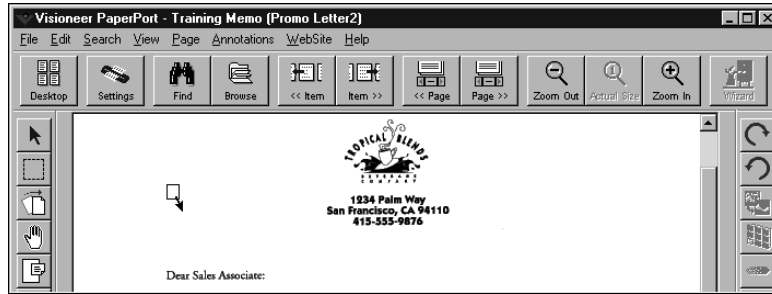 Visioneer PaperPort - Training Memo (Promo Letter2)
File Edit Search View Page Annotations WebSite Help
Desktop Settings Find Browse << Item Item >> << Page Page >> Zoom Out Actual Size Zoom In Wizard
TROPICAL BLENDS
BEVERAGE
COMPANY
1234 Palm Way
San Francisco, CA 94110
415-555-9876
Dear Sales Associate: